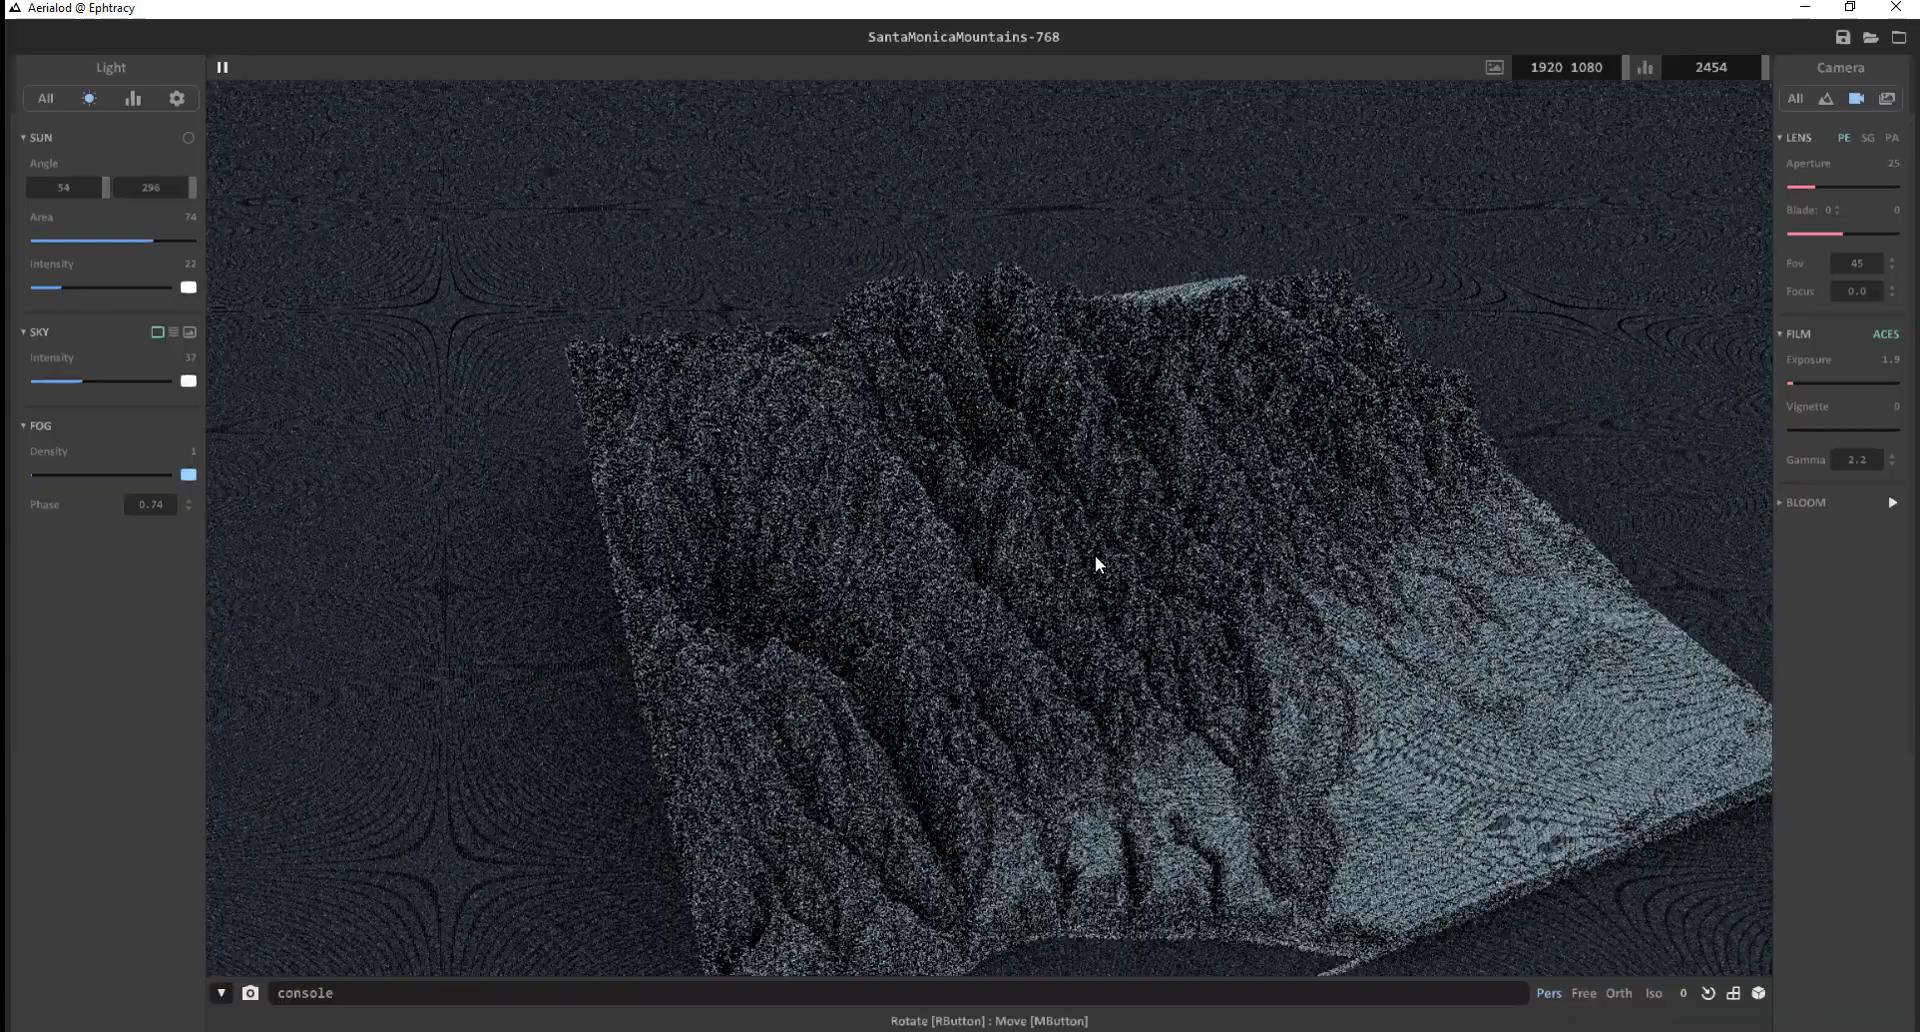 Aerialod @ Ephtracy
SantaMonicaMountains-768
Light
1920 1080
2454
Camera
All
All
SUN
Angle
54 296
Area 74
Intensity 22
SKY
Intensity 37
FOG
Density 1
Phase 0.74
LENS PE SG PA
Aperture 25
Blade: 0 0
Fov 45
Focus 0.0
FILM ACES
Exposure 1.9
Vignette 0
Gamma 2.2
BLOOM
console
Pers Free Orth Iso 0
Rotate [RButton] : Move [MButton]